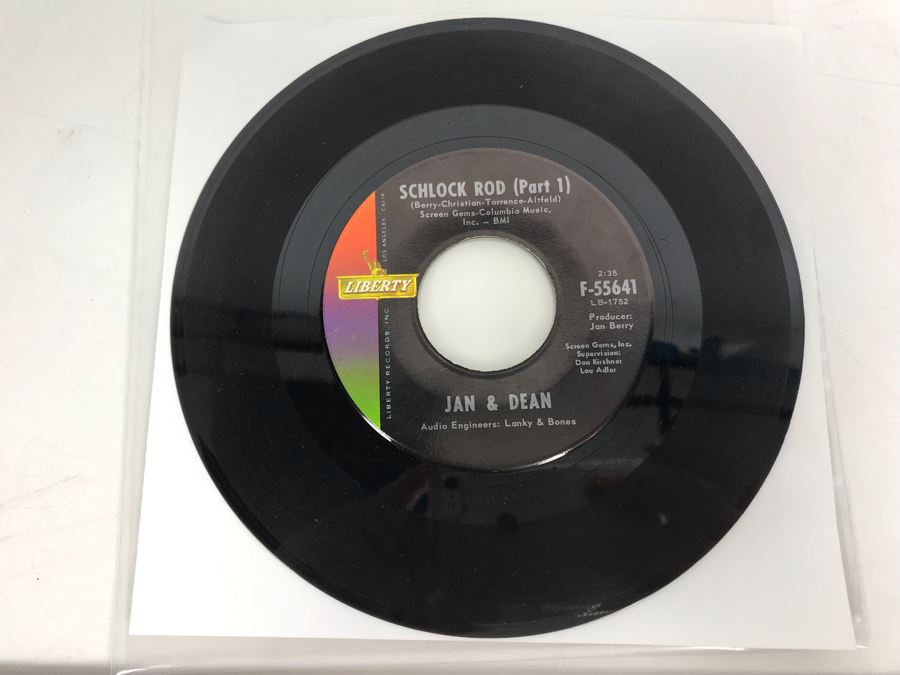 SCHLOCK ROD (Part 1)
(Berry-Christian-Torrence-Altfeld)
Screen Gems-Columbia Music,
Inc. – BMI
LIBERTY
LOS ANGELES, CALIF.
LIBERTY RECORDS, INC.
2:35
F-55641
LB-1752
Producer:
Jan Berry
Screen Gems, Inc.
Supervision:
Don Kirshner
Lou Adler
JAN & DEAN
Audio Engineers: Lanky & Bones